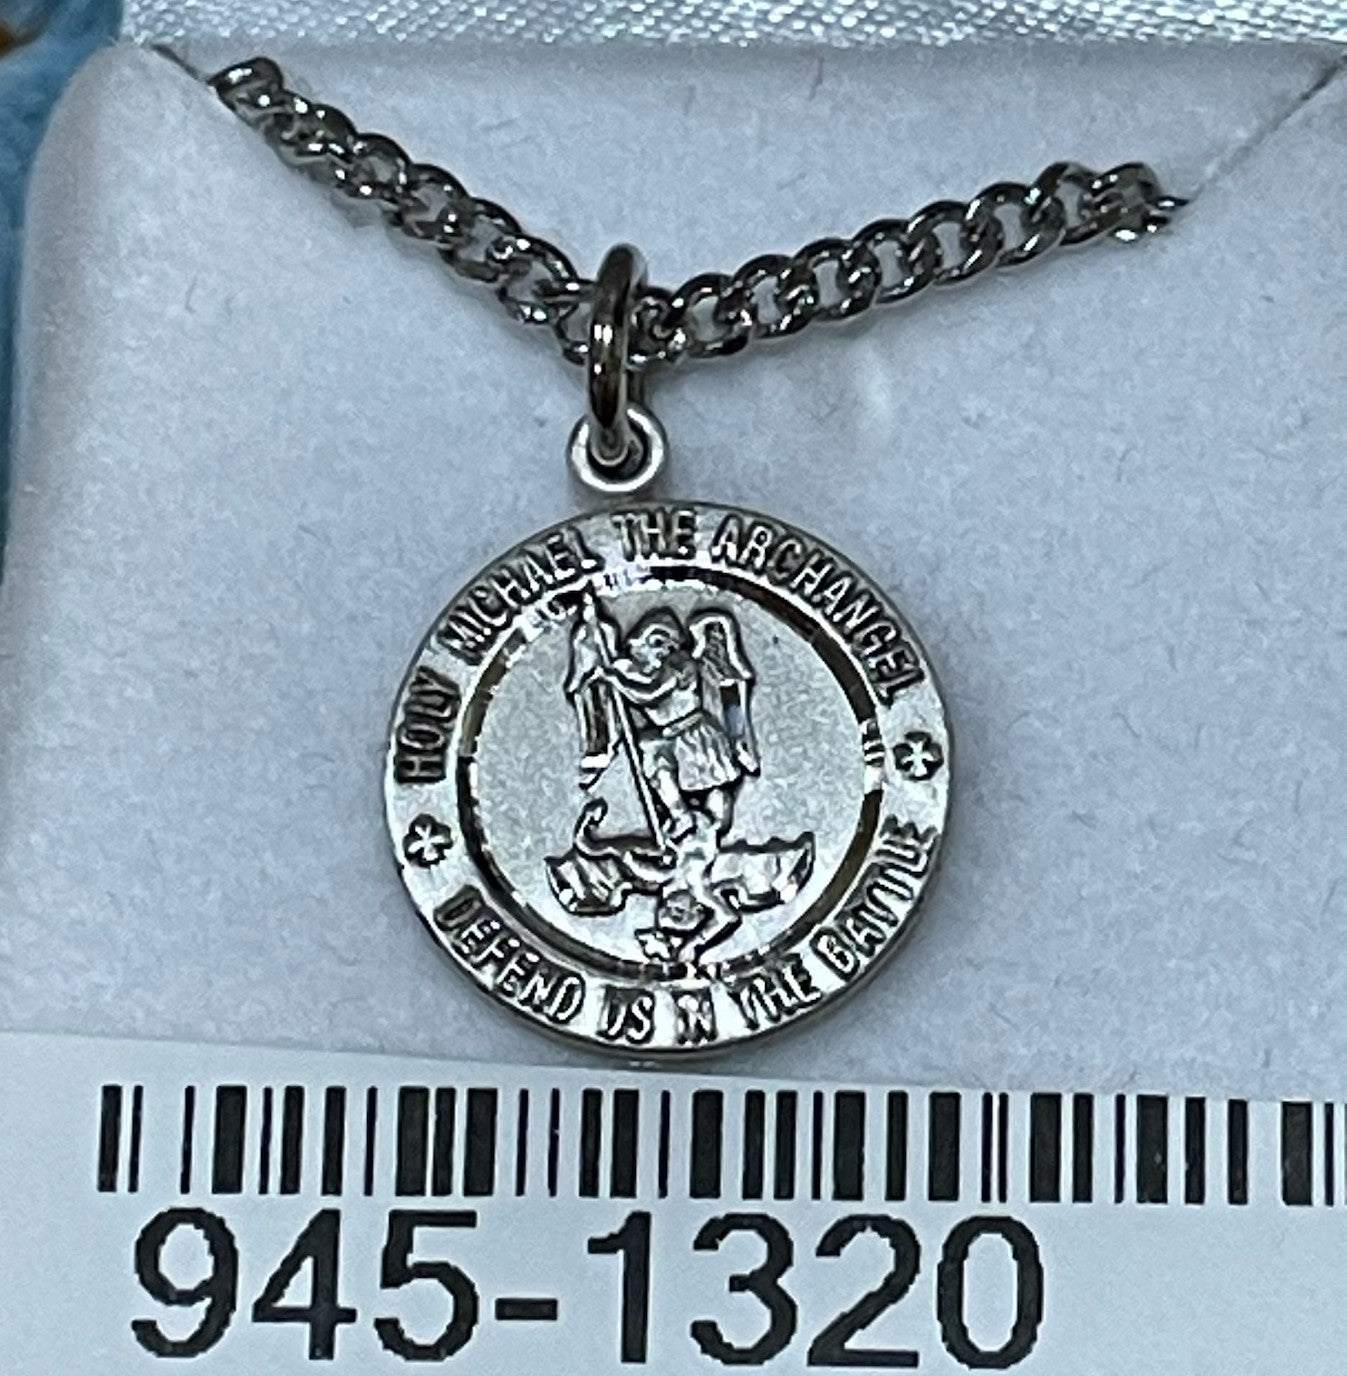 HOLY MICHAEL THE ARCHANGEL
DEFEND US IN THE BATTLE
945-1320